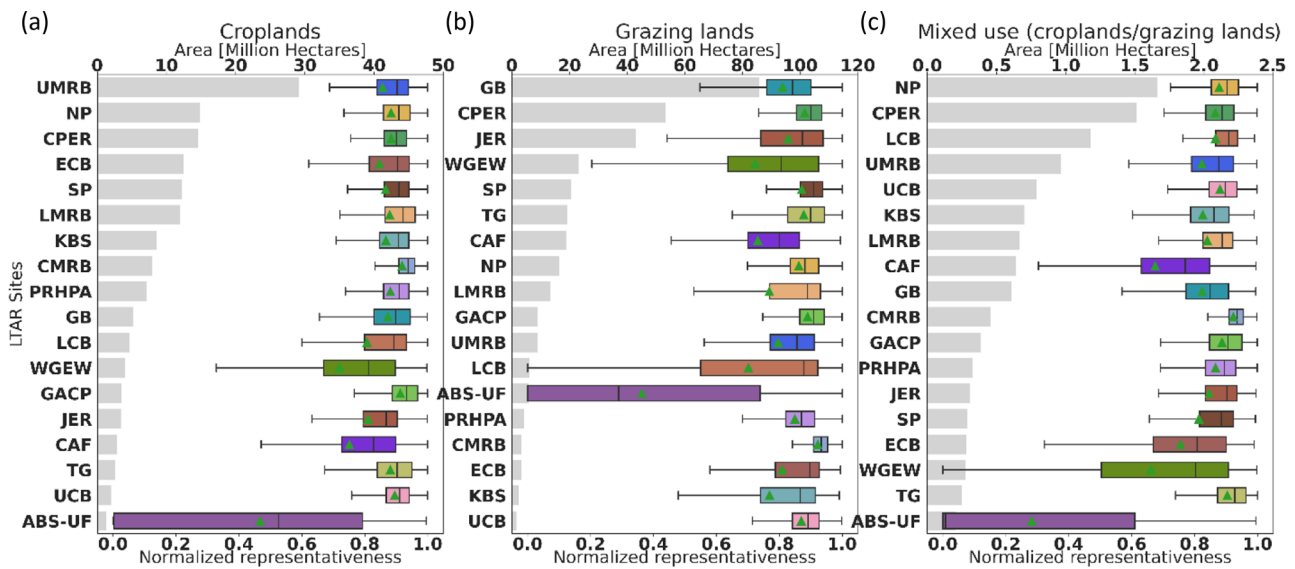 (a)
Croplands
Area [Million Hectares]
0 10 20 30 40 50
UMRB
NP
CPER
ECB
SP
LMRB
KBS
CMRB
PRHPA
GB
LCB
WGEW
GACP
JER
CAF
TG
UCB
ABS-UF
LTAR Sites
0.0 0.2 0.4 0.6 0.8 1.0
Normalized representativeness
(b)
Grazing lands
Area [Million Hectares]
0 20 40 60 80 100 120
GB
CPER
JER
WGEW
SP
TG
CAF
NP
LMRB
GACP
UMRB
LCB
ABS-UF
PRHPA
CMRB
ECB
KBS
UCB
0.0 0.2 0.4 0.6 0.8 1.0
Normalized representativeness
(c)
Mixed use (croplands/grazing lands)
Area [Million Hectares]
0.0 0.5 1.0 1.5 2.0 2.5
NP
CPER
LCB
UMRB
UCB
KBS
LMRB
CAF
GB
CMRB
GACP
PRHPA
JER
SP
ECB
WGEW
TG
ABS-UF
0.0 0.2 0.4 0.6 0.8 1.0
Normalized representativeness